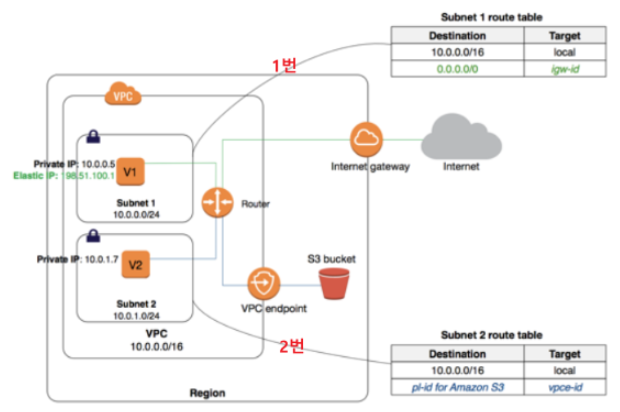 Subnet 1 route table
Destination Target
10.0.0.0/16 local
0.0.0.0/0 igw-id
1번
VPC
Private IP: 10.0.0.5
Elastic IP: 198.51.100.1
V1
Subnet 1
10.0.0.0/24
Router
Internet gateway
Internet
Private IP: 10.0.1.7
V2
Subnet 2
10.0.1.0/24
S3 bucket
VPC endpoint
VPC
10.0.0.0/16
2번
Region
Subnet 2 route table
Destination Target
10.0.0.0/16 local
pl-id for Amazon S3 vpce-id